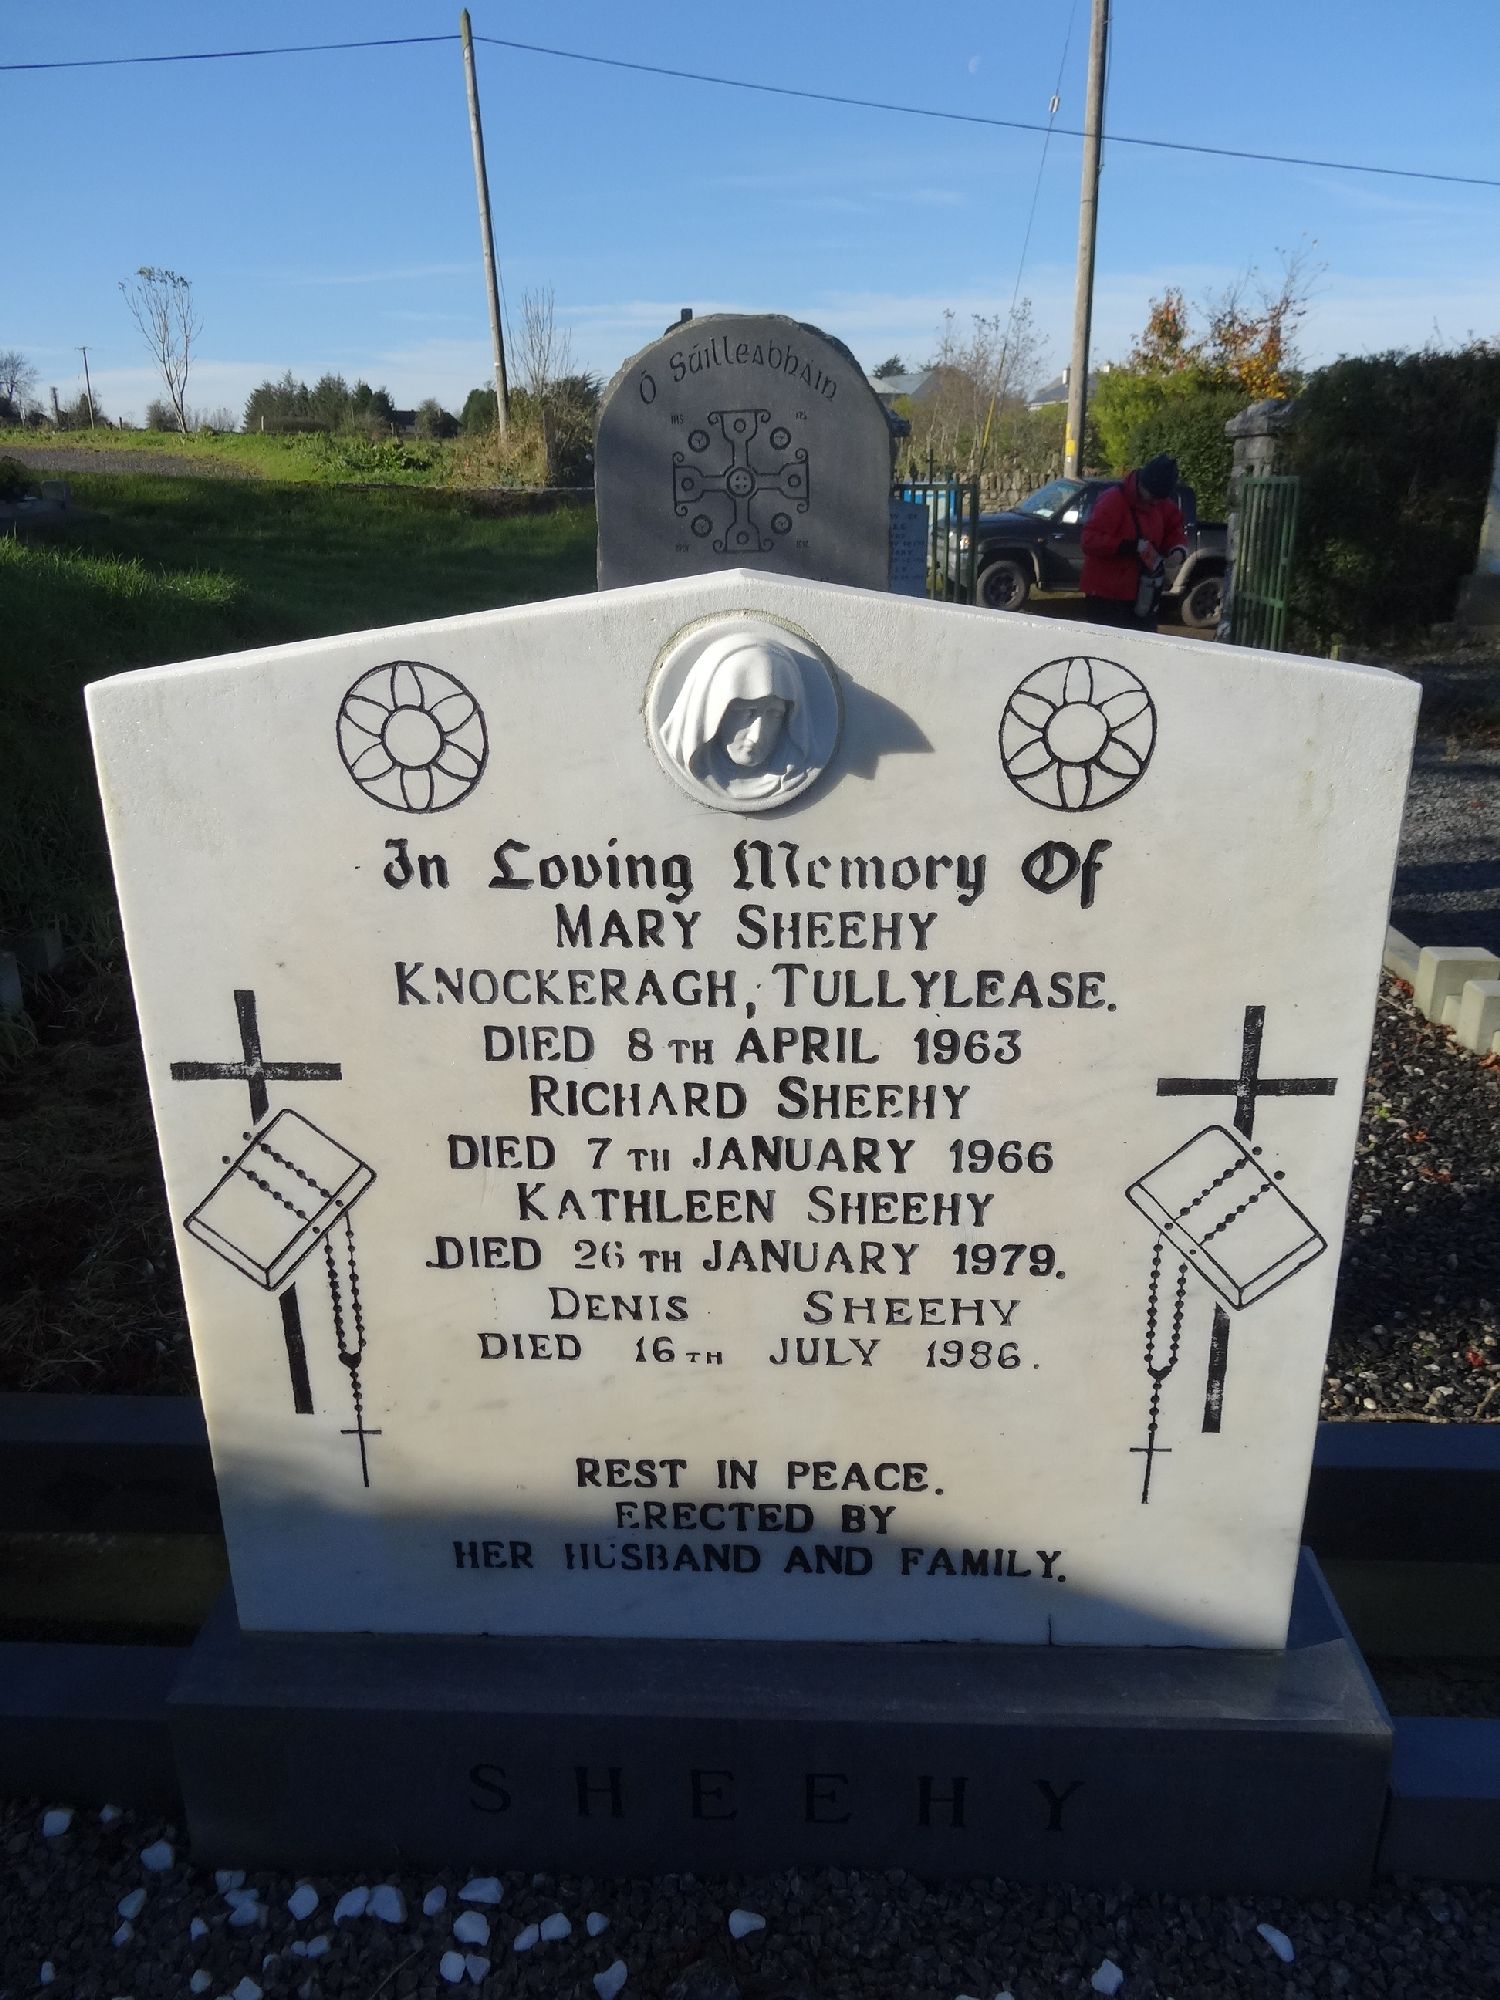 Ó Súilleabháin
In Loving Memory Of
MARY SHEEHY
KNOCKERAGH, TULLYLEASE.
DIED 8TH APRIL 1963
RICHARD SHEEHY
DIED 7TH JANUARY 1966
KATHLEEN SHEEHY
DIED 26TH JANUARY 1979.
DENIS SHEEHY
DIED 16TH JULY 1986.
REST IN PEACE.
ERECTED BY
HER HUSBAND AND FAMILY.
SHEEHY